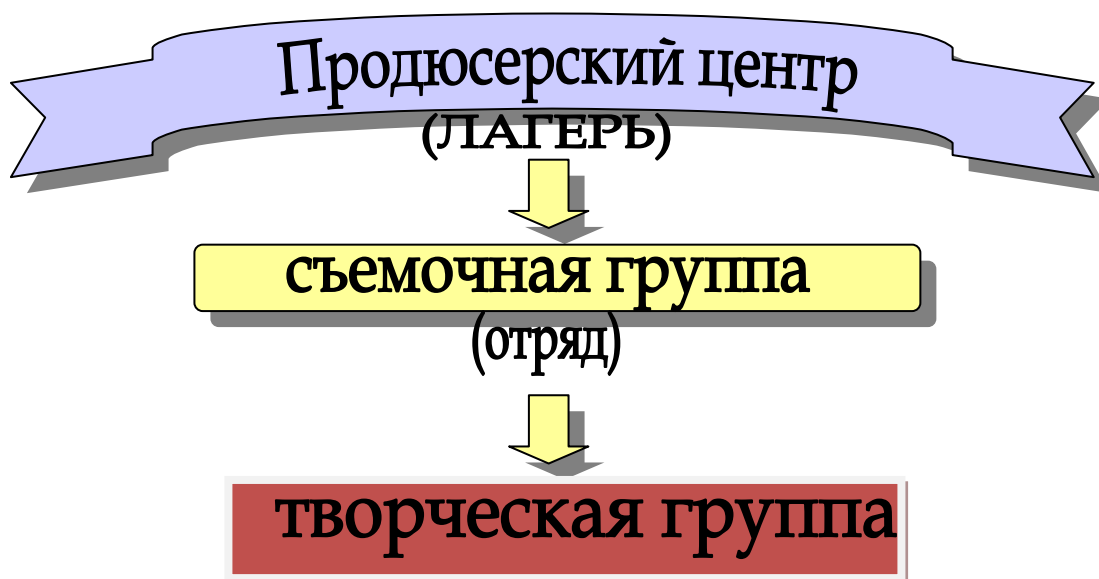 Продюсерский центр
(ЛАГЕРЬ)
съемочная группа
(отряд)
творческая группа